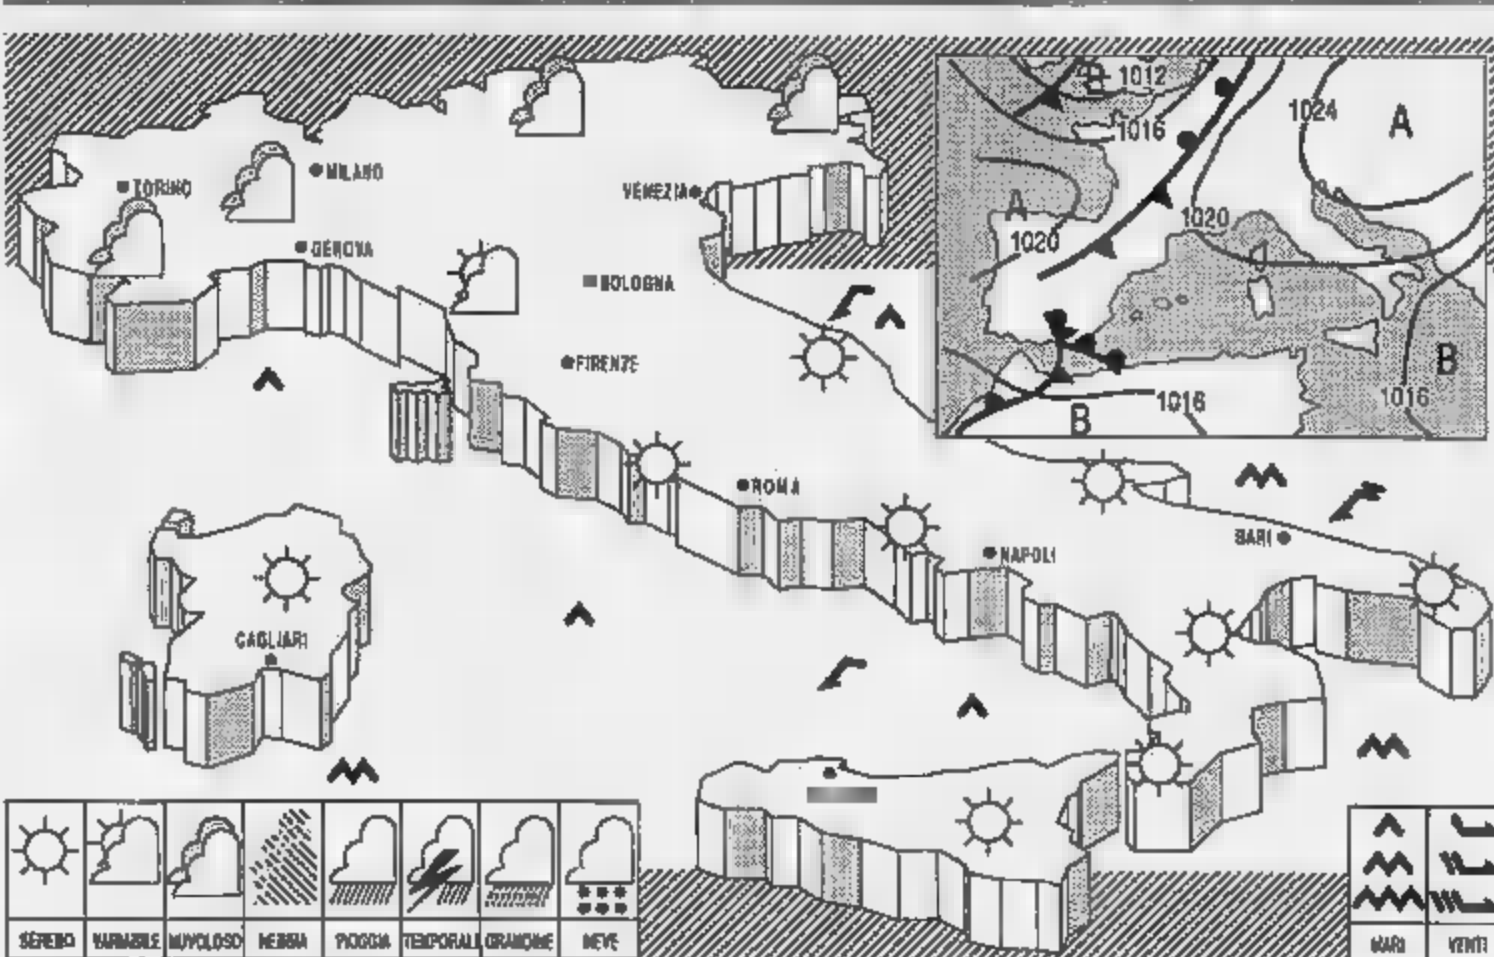 B 1012
1016
1024
A
A
1020
1020
B
1016
B
1016
TORINO
MILANO
VENEZIA
GENOVA
BOLOGNA
FIRENZE
ROMA
NAPOLI
BARI
CAGLIARI
SERENO VARIABILE NUVOLOSO NEBBIA PIOGGIA TEMPORALI GRANDINE NEVE
MARI VENTI